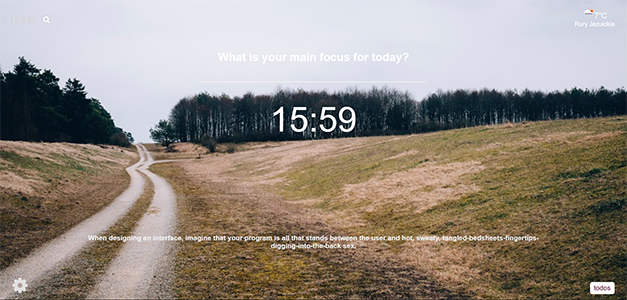 7°C
Rury Jezuickie
What is your main focus for today?
15:59
When designing an interface, imagine that your program is all that stands between the user and hot, sweaty, tangled-bedsheets-fingertips-
digging-into-the-back sex.
todos